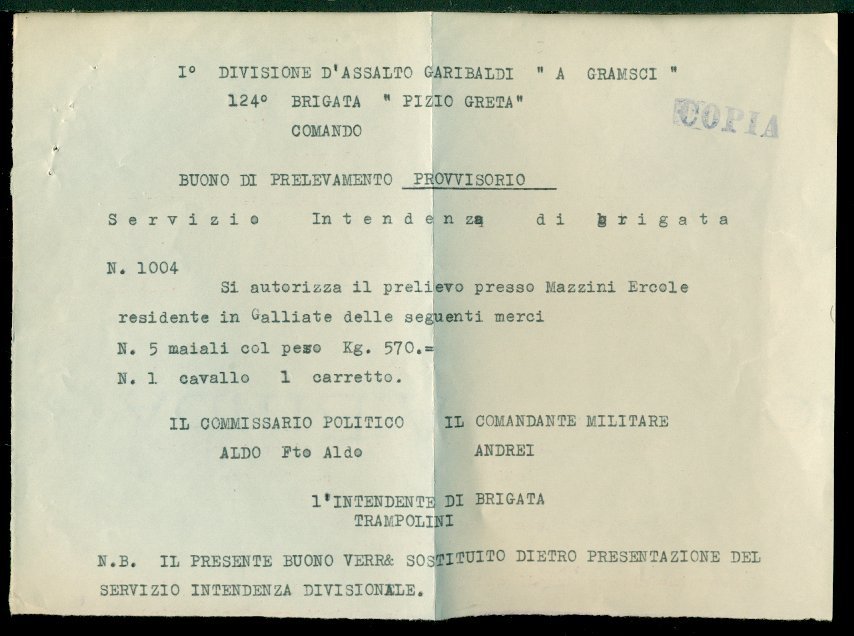 I° DIVISIONE D'ASSALTO GARIBALDI " A GRAMSCI "
124° BRIGATA " PIZIO GRETA"
COPIA
COMANDO
BUONO DI PRELEVAMENTO PROVVISORIO
Servizio Intendenza di brigata
N. 1004
Si autorizza il prelievo presso Mazzini Ercole
residente in Galliate delle seguenti merci
N. 5 maiali col peso Kg. 570.=
N. 1 cavallo 1 carretto.
IL COMMISSARIO POLITICO IL COMANDANTE MILITARE
ALDO Fto Aldo ANDREI
l'INTENDENTE DI BRIGATA
TRAMPOLINI
N.B. IL PRESENTE BUONO VERR& SOSTITUITO DIETRO PRESENTAZIONE DEL
SERVIZIO INTENDENZA DIVISIONALE.